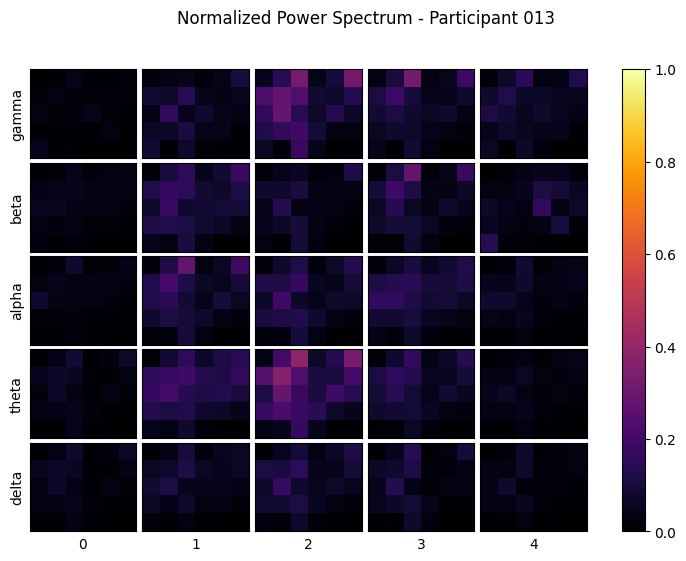 Normalized Power Spectrum - Participant 013
gamma
beta
alpha
theta
delta
0 1 2 3 4
1.0
0.8
0.6
0.4
0.2
0.0